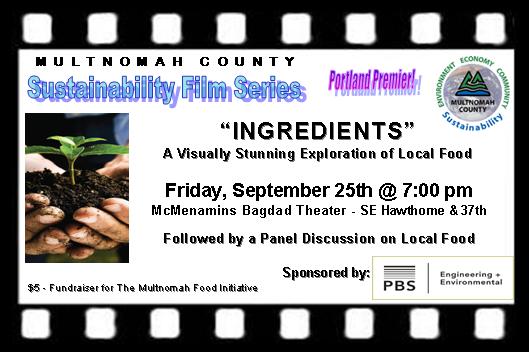 MULTNOMAH COUNTY
Sustainability Film Series
Portland Premier!
ENVIRONMENT ECONOMY COMMUNITY
MULTNOMAH
COUNTY
Sustainability
“INGREDIENTS”
A Visually Stunning Exploration of Local Food
Friday, September 25th @ 7:00 pm
McMenamins Bagdad Theater - SE Hawthorne & 37th
Followed by a Panel Discussion on Local Food
Sponsored by:
PBS
Engineering +
Environmental
$5 - Fundraiser for The Multnomah Food Initiative